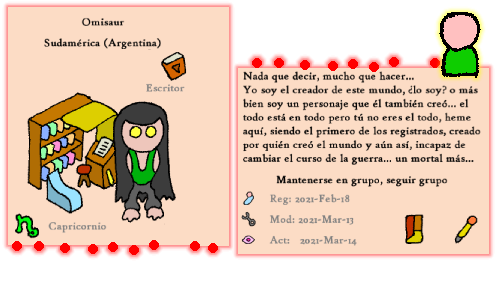 Omisaur
Sudamérica (Argentina)
Escritor
Capricornio
Nada que decir, mucho que hacer...
Yo soy el creador de este mundo, ¿lo soy? o más
bien soy un personaje que él también creó... el
todo está en todo pero tú no eres el todo, heme
aquí, siendo el primero de los registrados, creado
por quién creó el mundo y aún así, incapaz de
cambiar el curso de la guerra... un mortal más...
Mantenerse en grupo, seguir grupo
Reg: 2021-Feb-18
Mod: 2021-Mar-13
Act: 2021-Mar-14